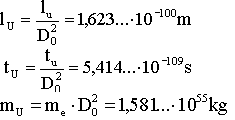 l_U = l_u / D_0^2 = 1,623...·10^-100 m
t_U = t_u / D_0^2 = 5,414...·10^-109 s
m_U = m_e · D_0^2 = 1,581... 10^55 kg